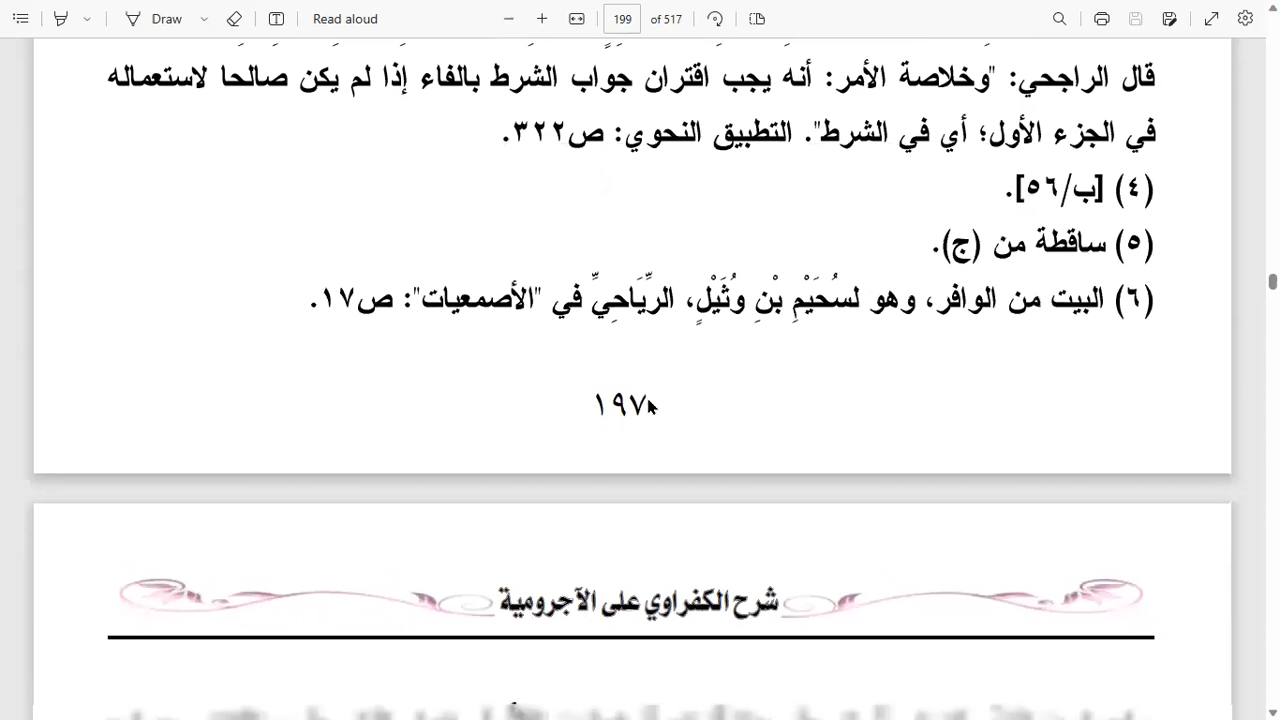 Draw
Read aloud
199 of 517
قال الراجحي: "وخلاصة الأمر: أنه يجب اقتران جواب الشرط بالفاء إذا لم يكن صالحا لاستعماله
في الجزء الأول؛ أي في الشرط". التطبيق النحوي: ص٣٢٢.
(٤) [ب/٥٦].
(٥) ساقطة من (ج).
(٦) البيت من الوافر، وهو لسُحَيْمِ بْنِ وُثَيْلٍ، الرِّيَاحِيِّ في "الأصمعيات": ص١٧.
١٩٧
شرح الكفراوي على الآجرومية